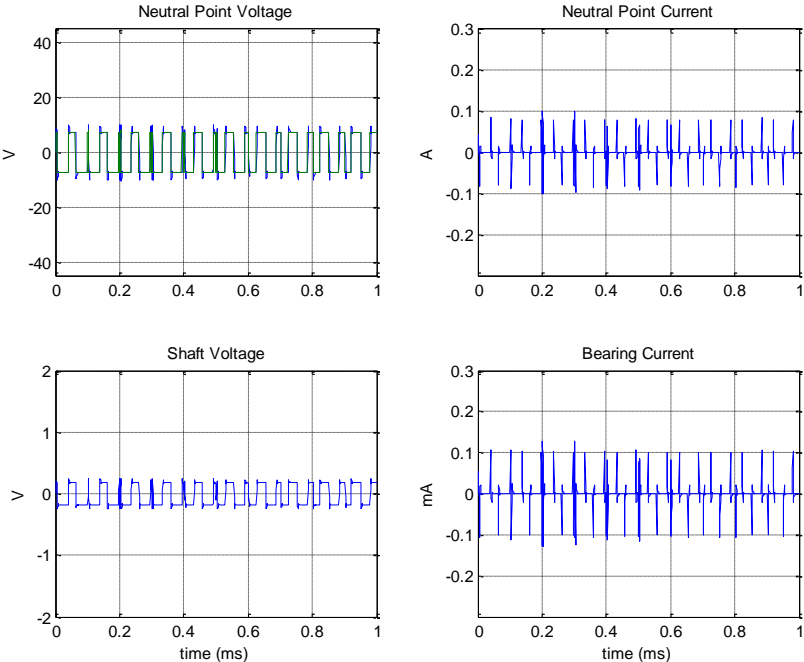 Neutral Point Voltage
40
20
0
-20
-40
V
0 0.2 0.4 0.6 0.8 1
Neutral Point Current
0.3
0.2
0.1
0
-0.1
-0.2
A
0 0.2 0.4 0.6 0.8 1
Shaft Voltage
2
1
0
-1
-2
V
0 0.2 0.4 0.6 0.8 1
time (ms)
Bearing Current
0.3
0.2
0.1
0
-0.1
-0.2
mA
0 0.2 0.4 0.6 0.8 1
time (ms)